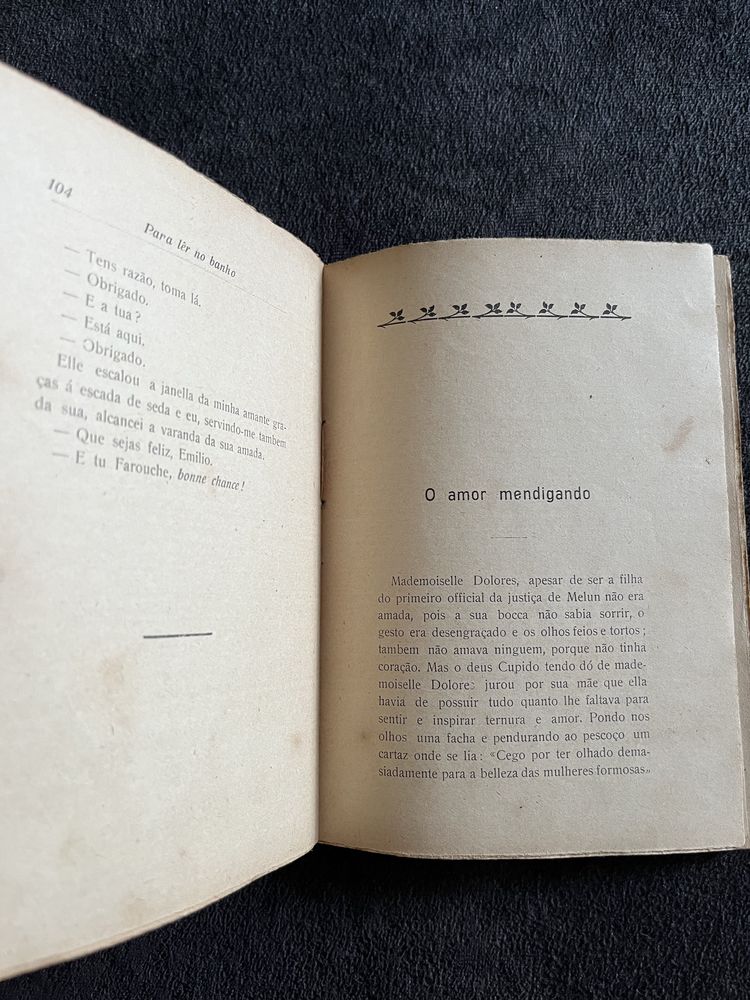 104
Para lêr no banho
— Tens razão, toma lá.
— Obrigado.
— E a tua?
— Está aqui.
— Obrigado.
Elle escalou a janella da minha amante gra-
ças á escada de seda e eu, servindo-me tambem
da sua, alcancei a varanda da sua amada.
— Que sejas feliz, Emilio.
— E tu Farouche, bonne chance!
O amor mendigando
Mademoiselle Dolores, apesar de ser a filha
do primeiro official da justiça de Melun não era
amada, pois a sua bocca não sabia sorrir, o
gesto era desengraçado e os olhos feios e tortos;
tambem não amava ninguem, porque não tinha
coração. Mas o deus Cupido tendo dó de made-
moiselle Dolores jurou por sua mãe que ella
havia de possuir tudo quanto lhe faltava para
sentir e inspirar ternura e amor. Pondo nos
olhos uma facha e pendurando ao pescoço um
cartaz onde se lia: «Cego por ter olhado dema-
siadamente para a belleza das mulheres formosas»